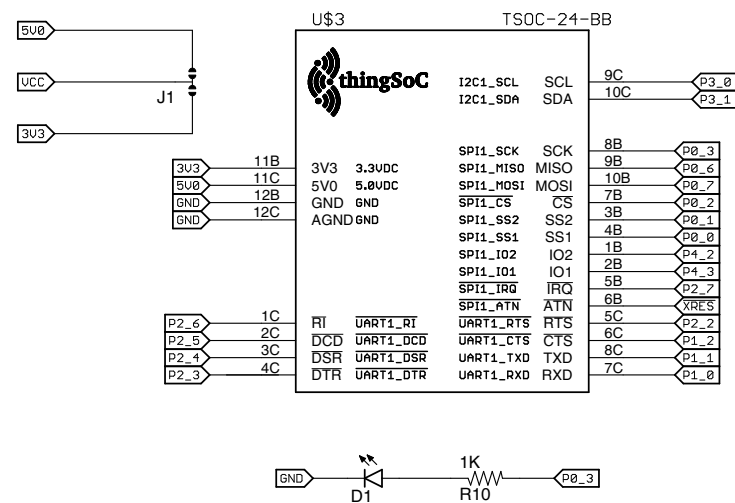 U$3 TSOC-24-BB
5V0
VCC
J1
3V3
thingSoC
I2C1_SCL SCL 9C P3_0
I2C1_SDA SDA 10C P3_1
SPI1_SCK SCK 8B P0_3
3V3 11B 3V3 3.3VDC SPI1_MISO MISO 9B P0_6
5V0 11C 5V0 5.0VDC SPI1_MOSI MOSI 10B P0_7
GND 12B GND GND SPI1_CS CS 7B P0_2
GND 12C AGND GND SPI1_SS2 SS2 3B P0_1
SPI1_SS1 SS1 4B P0_0
SPI1_IO2 IO2 1B P4_2
SPI1_IO1 IO1 2B P4_3
SPI1_IRQ IRQ 5B P2_7
SPI1_ATN ATN 6B XRES
P2_6 1C RI UART1_RI UART1_RTS RTS 5C P2_2
P2_5 2C DCD UART1_DCD UART1_CTS CTS 6C P1_2
P2_4 3C DSR UART1_DSR UART1_TXD TXD 8C P1_1
P2_3 4C DTR UART1_DTR UART1_RXD RXD 7C P1_0
1K
GND P0_3
D1 R10